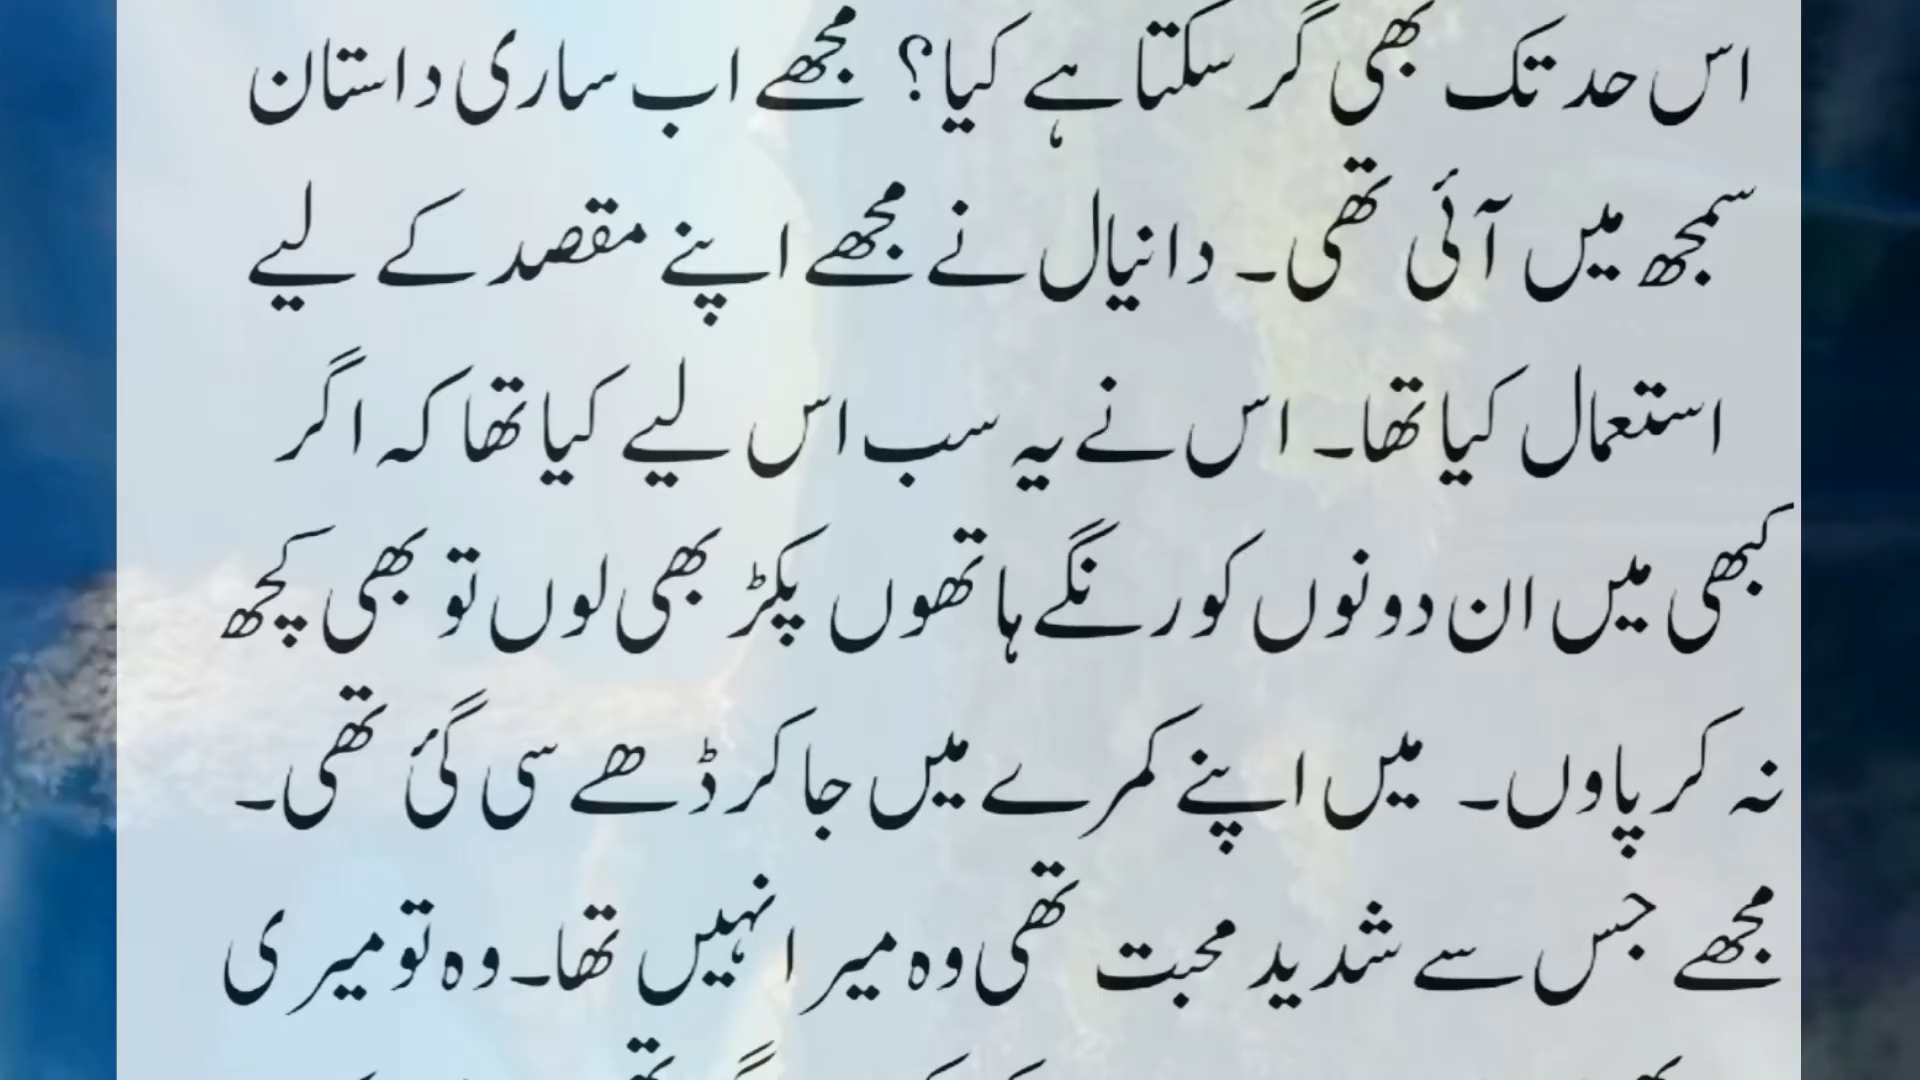 اس حد تک بھی گر سکتا ہے کیا؟ مجھے اب ساری داستان
سمجھ میں آئی تھی۔ دانیال نے مجھے اپنے مقصد کے لیے
استعمال کیا تھا۔ اس نے یہ سب اس لیے کیا تھا کہ اگر
کبھی میں ان دونوں کو رنگے ہاتھوں پکڑ بھی لوں تو بھی کچھ
نہ کر پاوں۔ میں اپنے کمرے میں جا کر ڈھے سی گئ تھی۔
مجھے جس سے شدید محبت تھی وہ میرا نہیں تھا۔ وہ تو میری